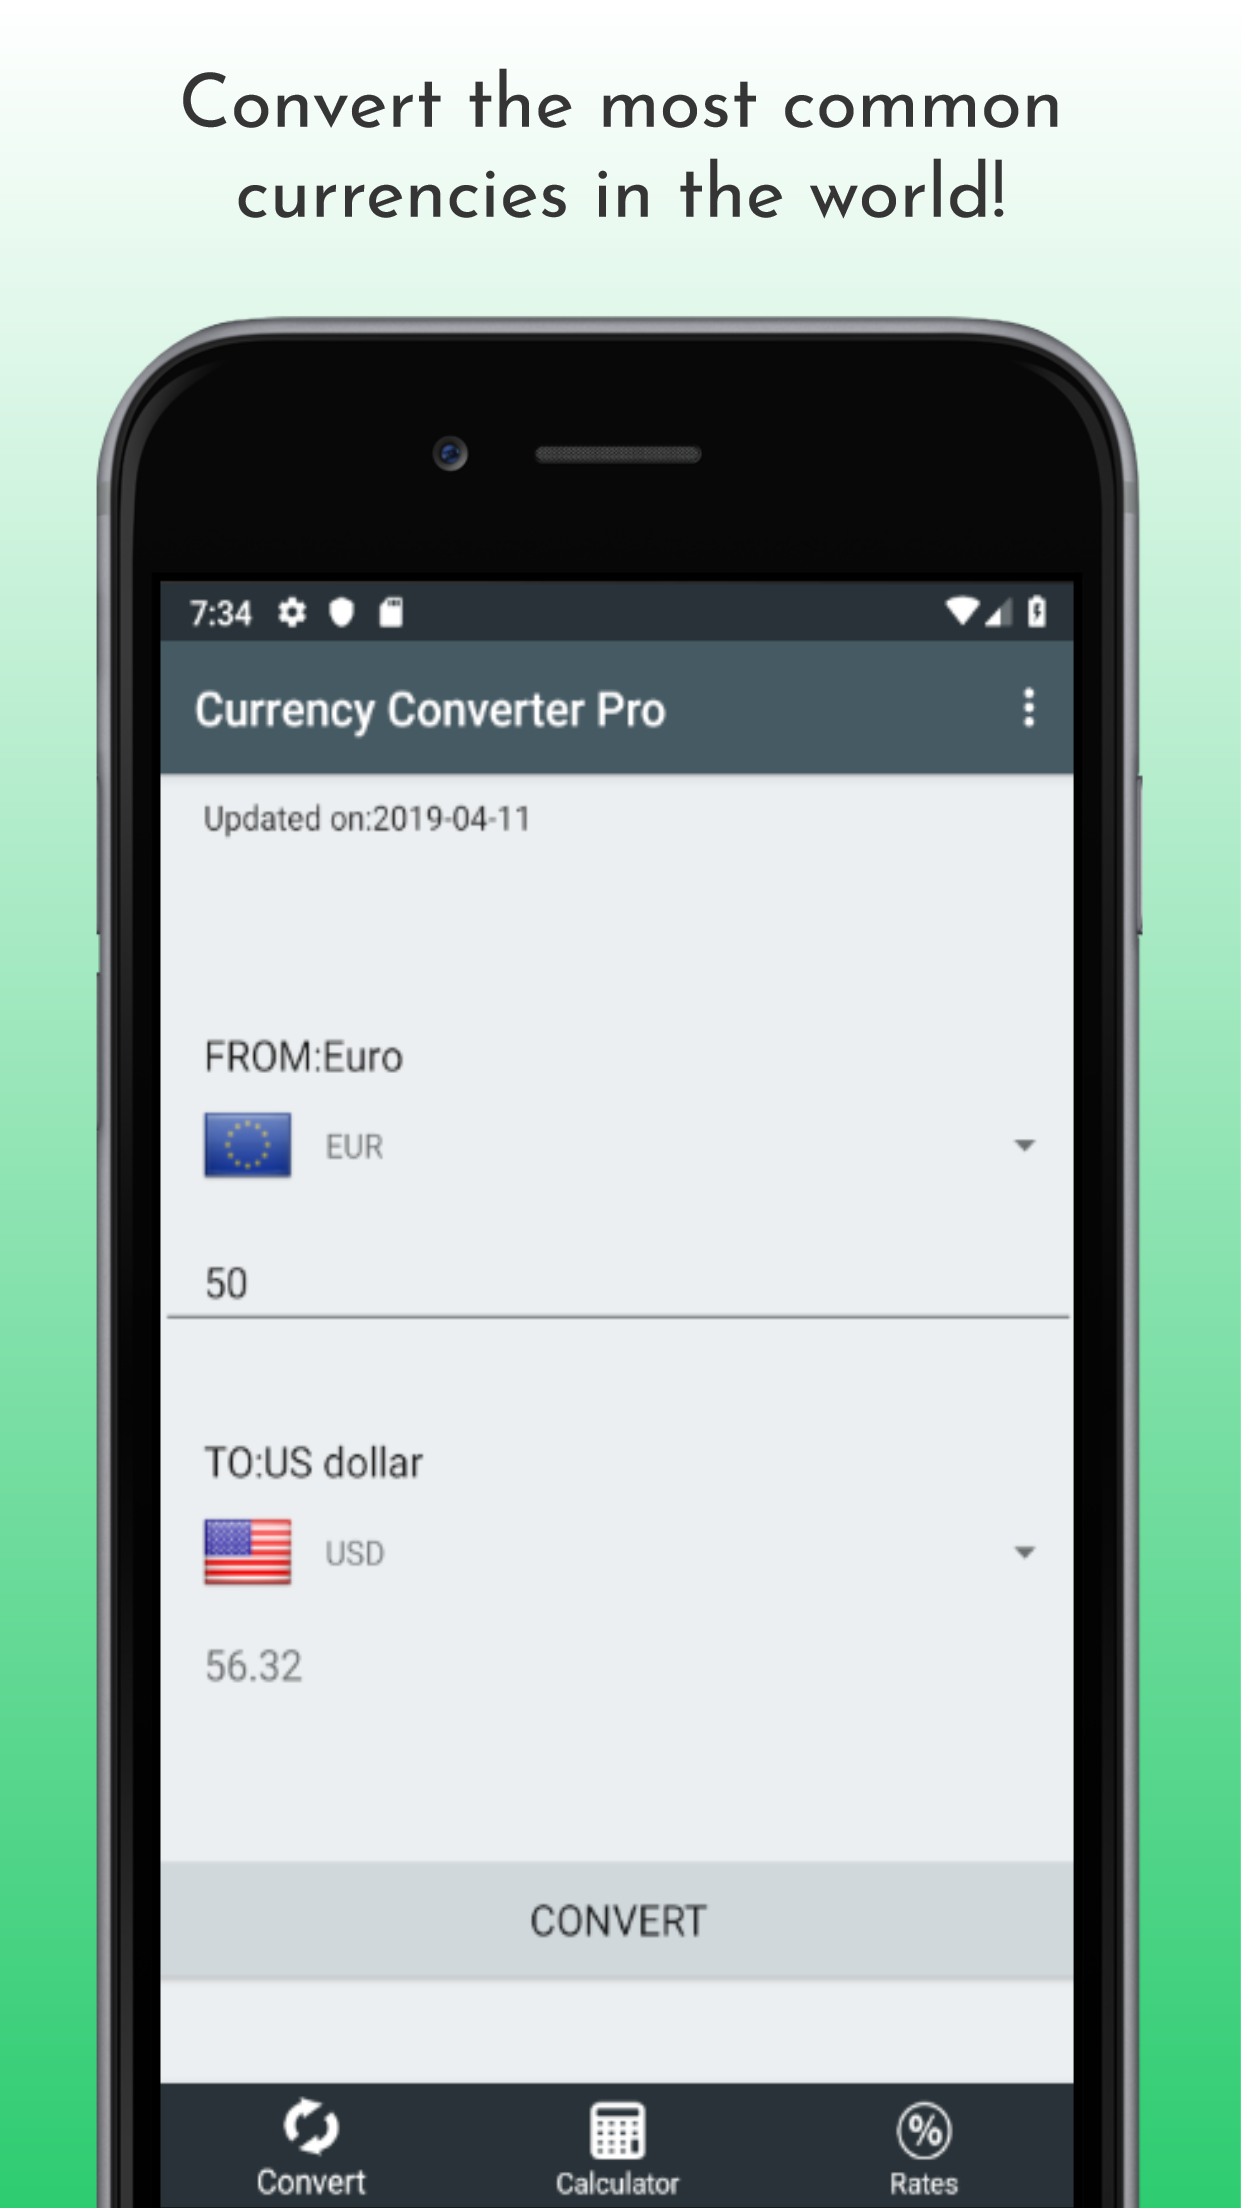 Convert the most common
currencies in the world!
7:34
Currency Converter Pro
Updated on:2019-04-11
FROM:Euro
EUR
50
TO:US dollar
USD
56.32
CONVERT
Convert
Calculator
%
Rates